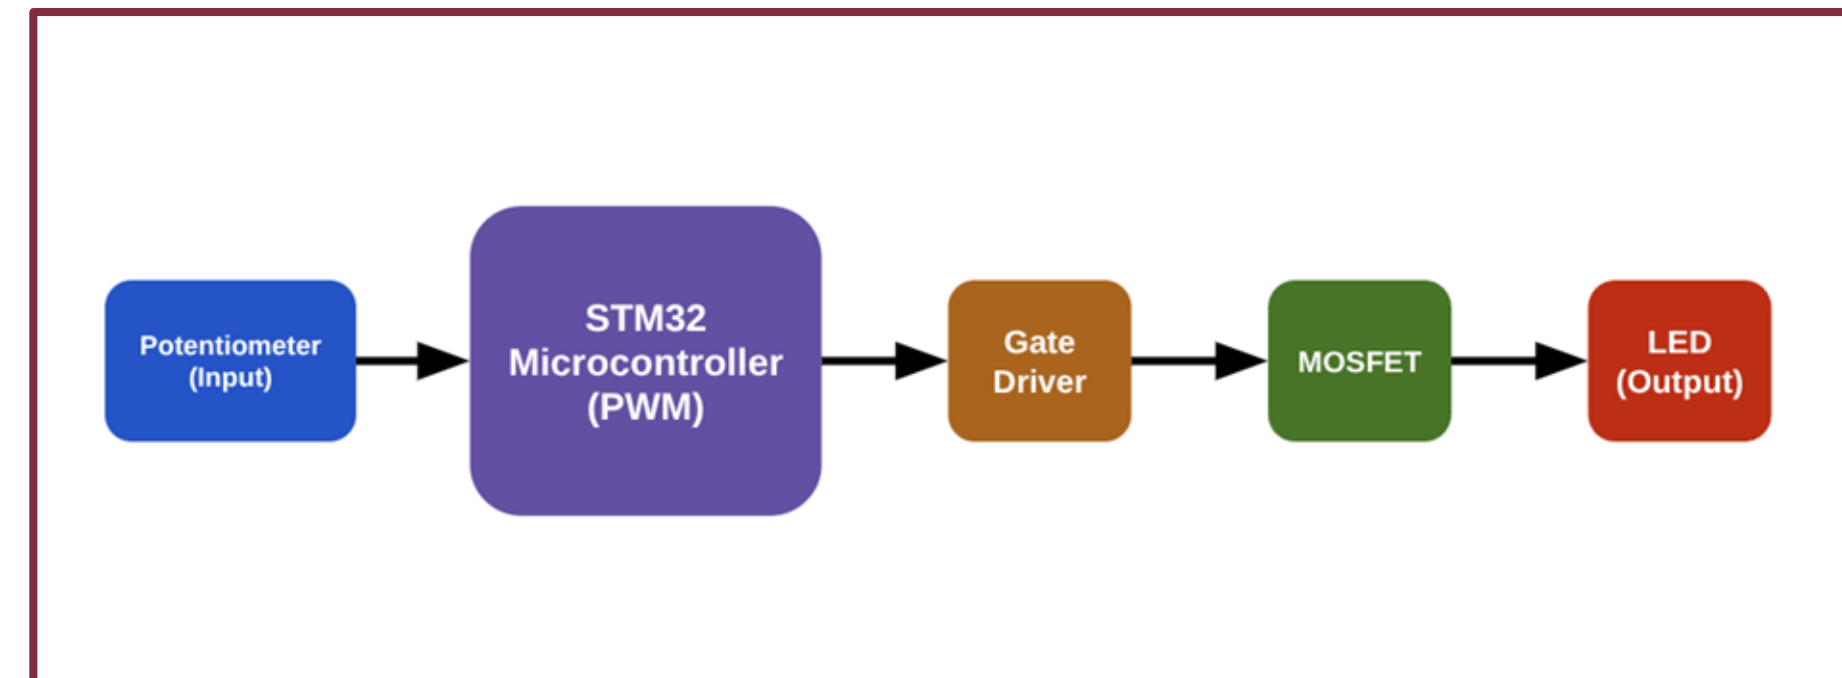 Potentiometer
(Input)
STM32
Microcontroller
(PWM)
Gate
Driver
MOSFET
LED
(Output)